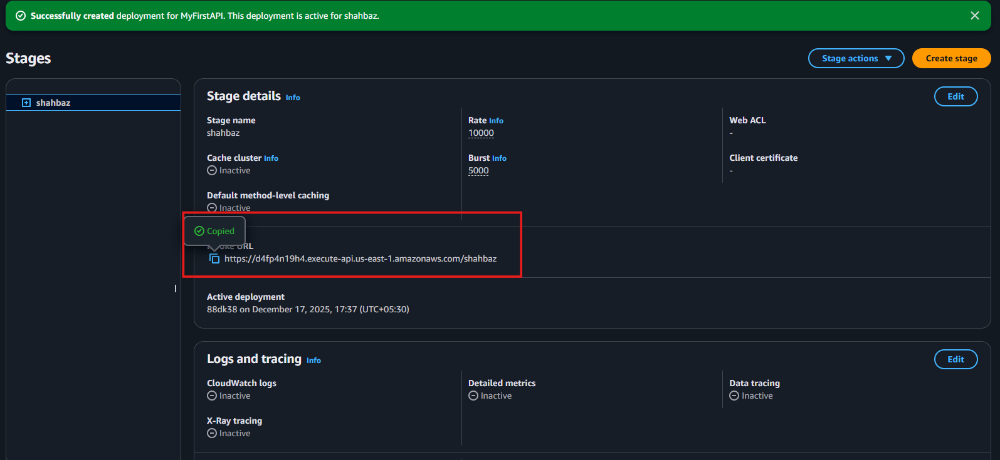 Successfully created deployment for MyFirstAPI. This deployment is active for shahbaz.
Stages
Stage actions
Create stage
shahbaz
Stage details Info
Edit
Stage name
shahbaz
Rate Info
10000
Web ACL
-
Cache cluster Info
Inactive
Burst Info
5000
Client certificate
-
Default method-level caching
Inactive
Copied
URL
https://d4fp4n19h4.execute-api.us-east-1.amazonaws.com/shahbaz
Active deployment
88dk38 on December 17, 2025, 17:37 (UTC+05:30)
Logs and tracing Info
Edit
CloudWatch logs
Inactive
Detailed metrics
Inactive
Data tracing
Inactive
X-Ray tracing
Inactive